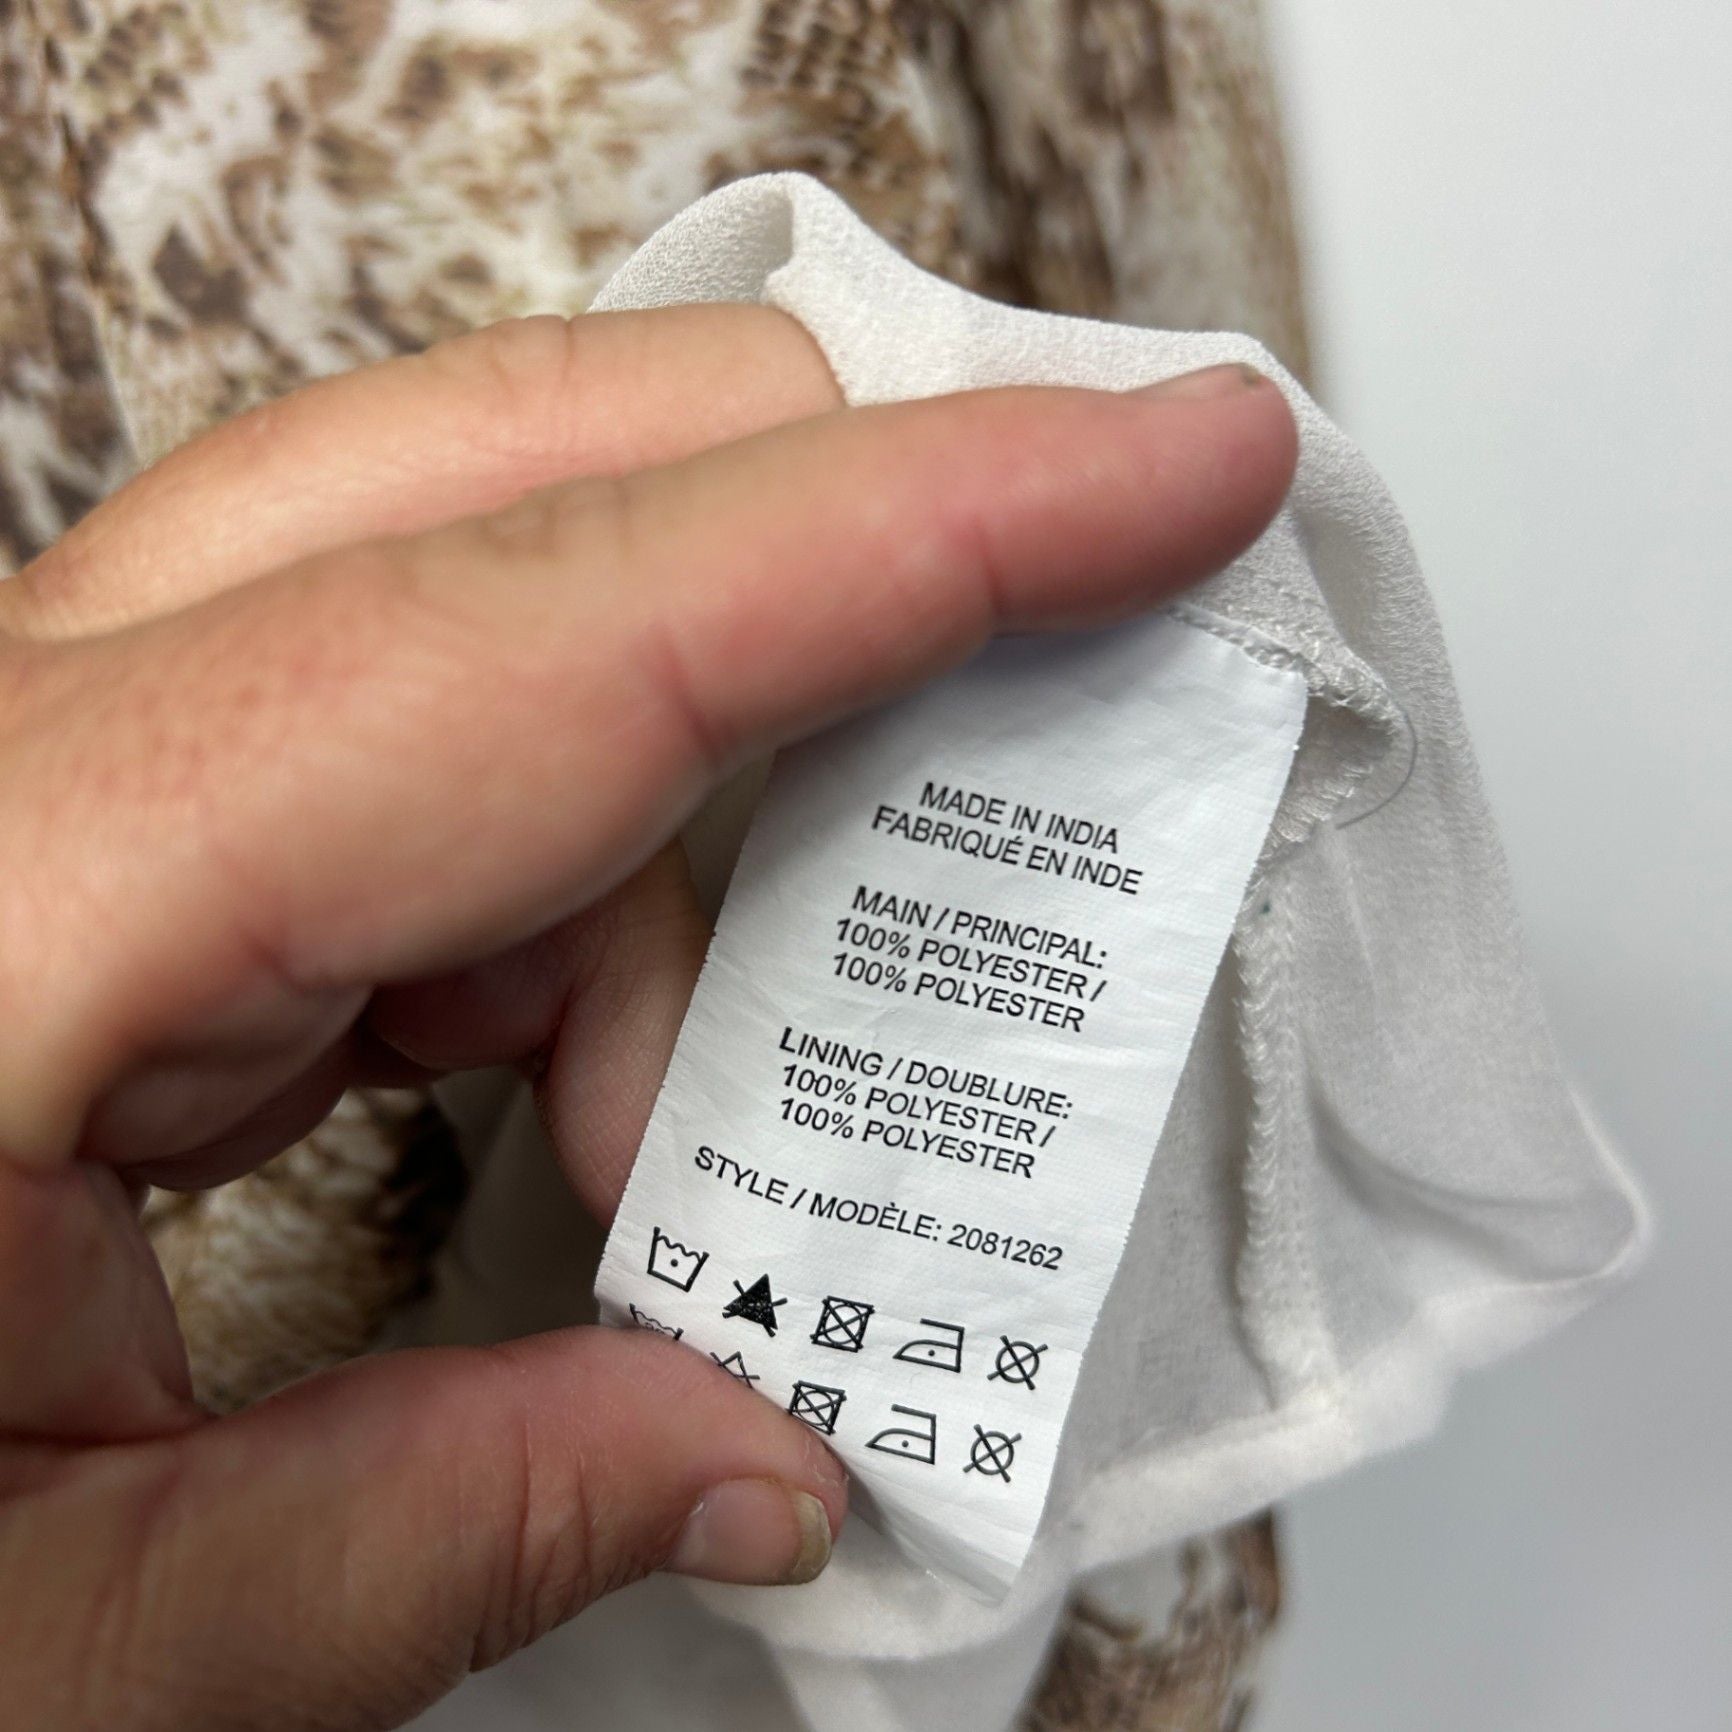 MADE IN INDIA
FABRIQUÉ EN INDE
MAIN / PRINCIPAL:
100% POLYESTER /
100% POLYESTER
LINING / DOUBLURE:
100% POLYESTER /
100% POLYESTER
STYLE / MODÈLE: 2081262